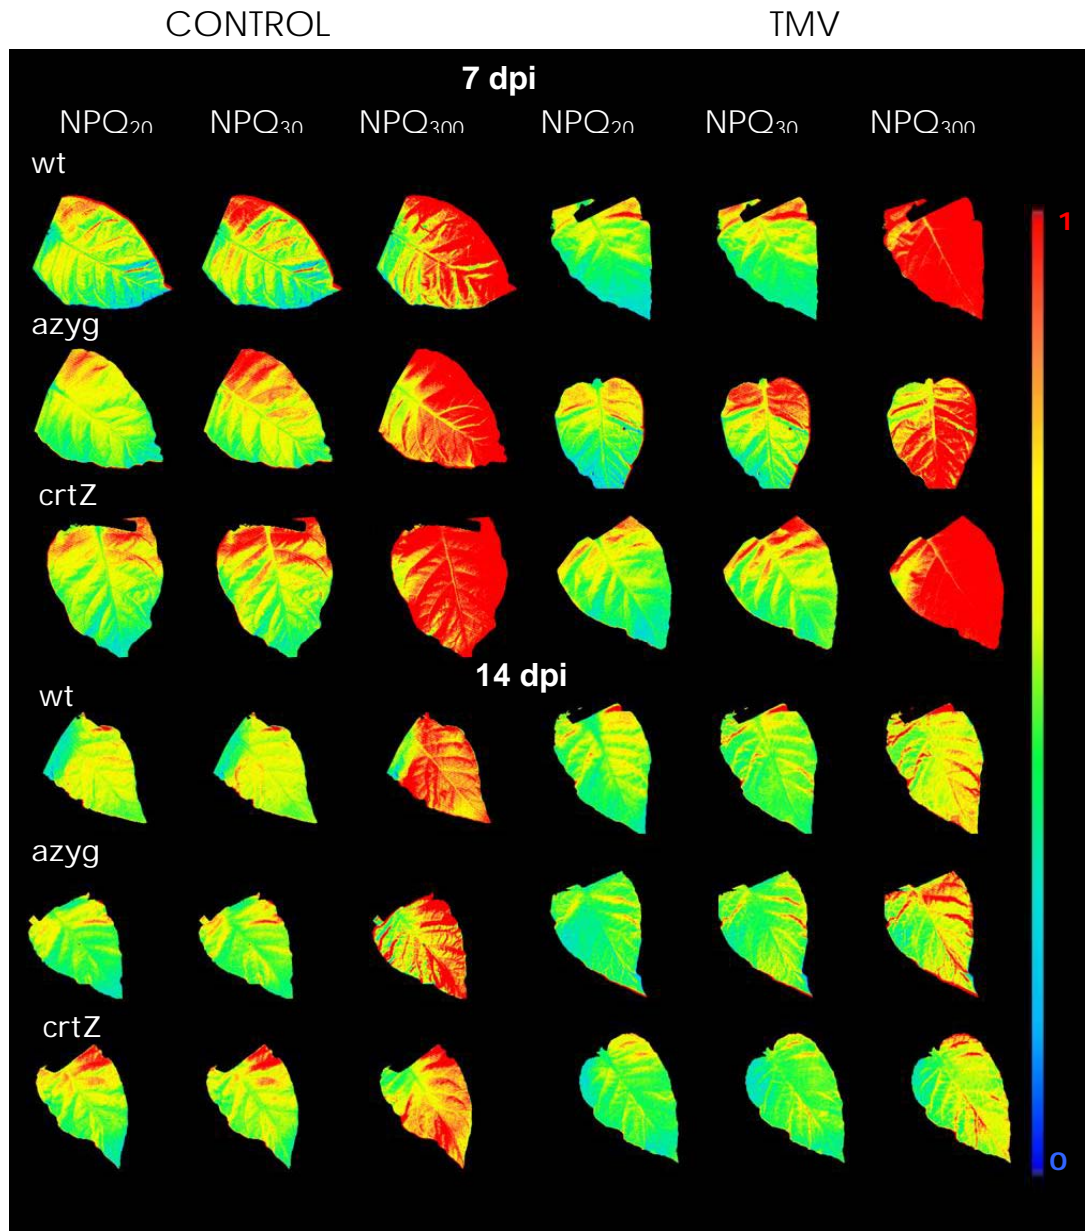 CONTROL TMV
7 dpi
NPQ20 NPQ30 NPQ300 NPQ20 NPQ30 NPQ300
wt
1
azyg
crtZ
14 dpi
wt
azyg
crtZ
0